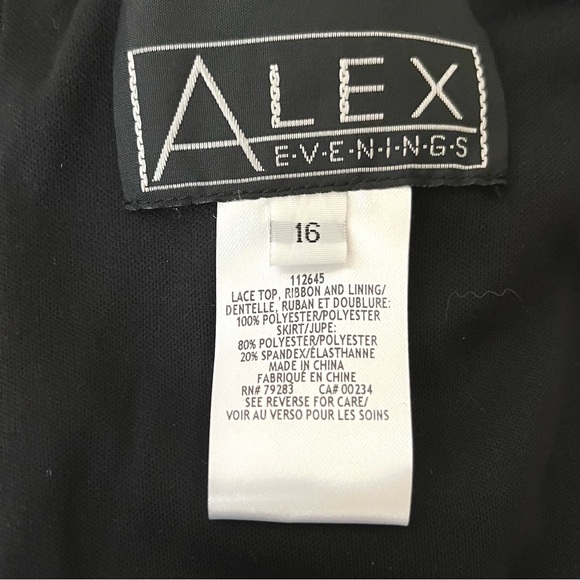 ALEX
E·V·E·N·I·N·G·S
16
112645
LACE TOP, RIBBON AND LINING/
DENTELLE, RUBAN ET DOUBLURE:
100% POLYESTER/POLYESTER
SKIRT/JUPE:
80% POLYESTER/POLYESTER
20% SPANDEX/ÉLASTHANNE
MADE IN CHINA
FABRIQUÉ EN CHINE
RN# 79283 CA# 00234
SEE REVERSE FOR CARE/
VOIR AU VERSO POUR LES SOINS